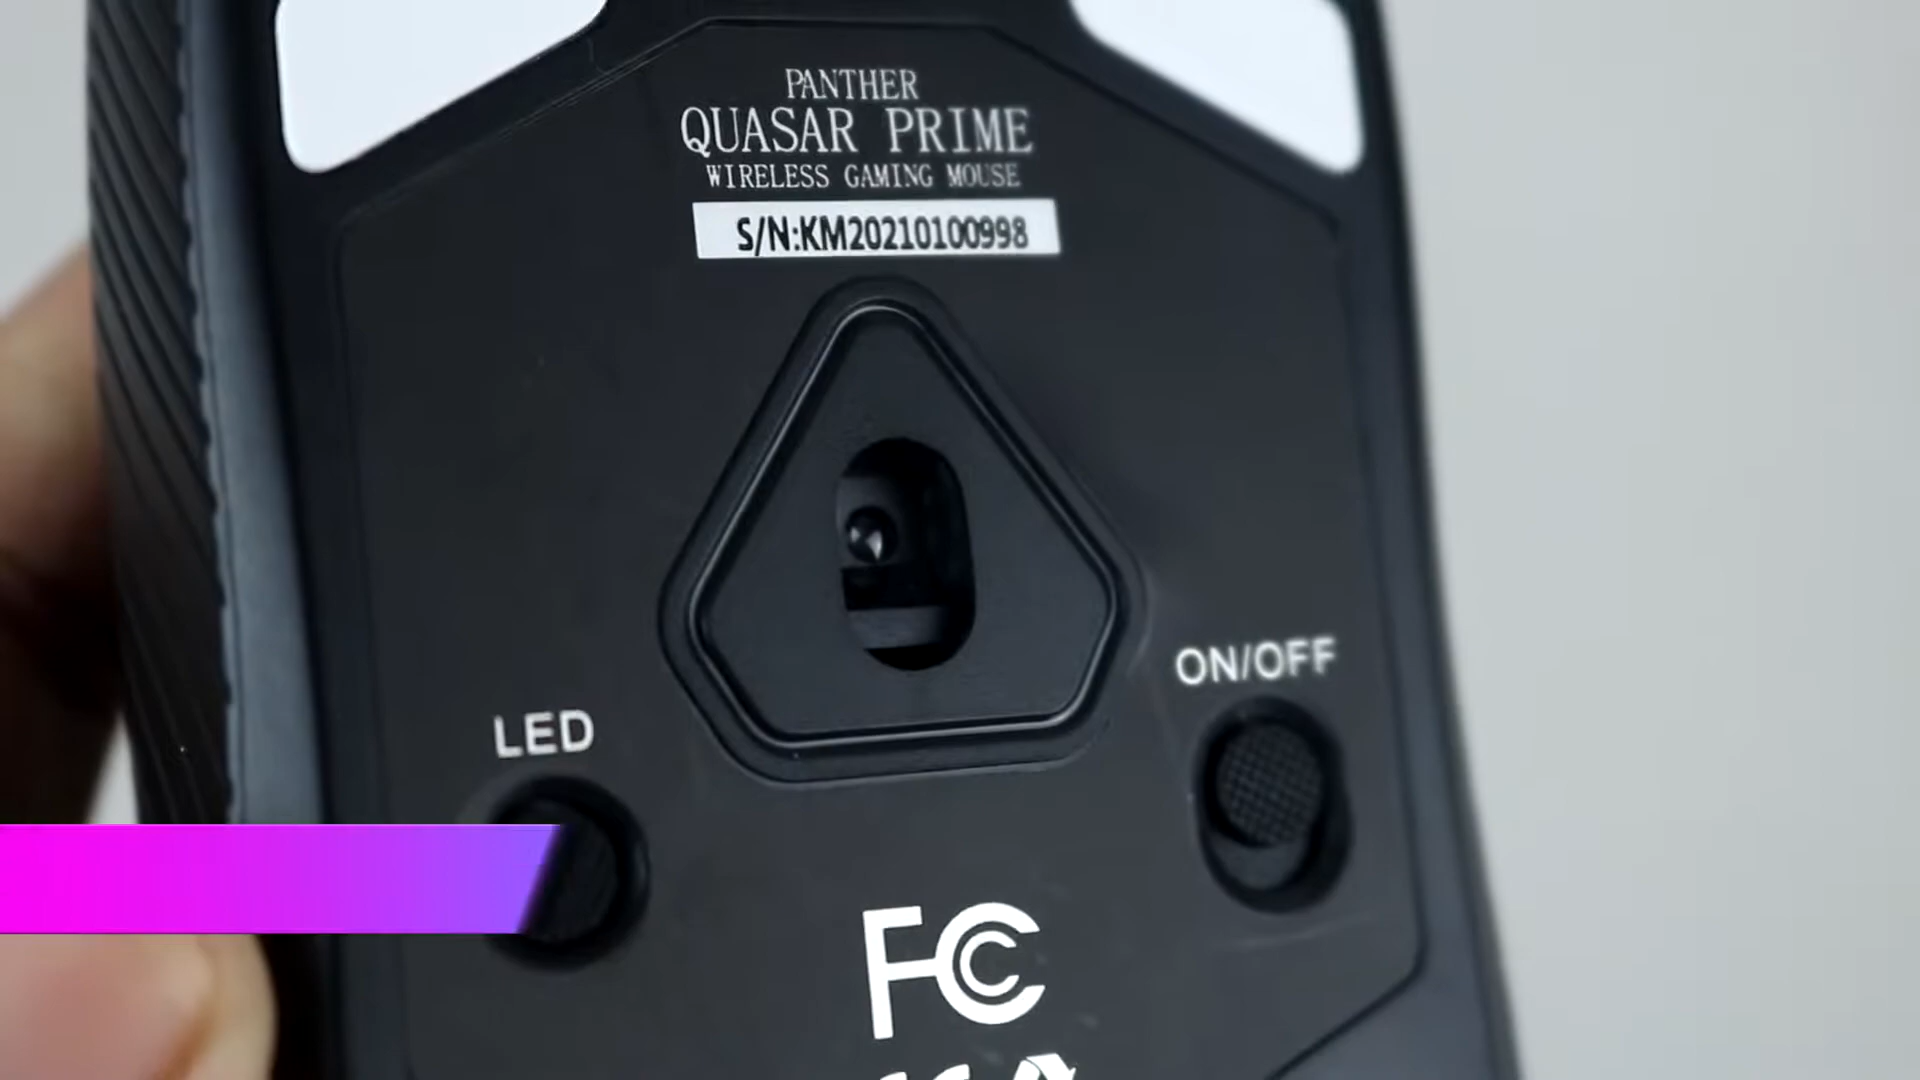 PANTHER
QUASAR PRIME
WIRELESS GAMING MOUSE
S/N:KM20210100998
ON/OFF
LED
FC